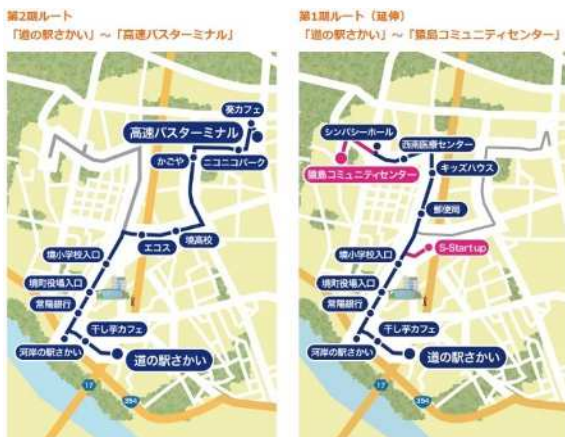 第2期ルート
「道の駅さかい」～「高速バスターミナル」
葵カフェ
高速バスターミナル
かごや
ニコニコパーク
エコス
境高校
境小学校入口
境町役場入口
常陽銀行
干し芋カフェ
河岸の駅さかい
道の駅さかい
17
354
第1期ルート（延伸）
「道の駅さかい」～「猿島コミュニティセンター」
シンパシーホール
西南医療センター
猿島コミュニティセンター
キッズハウス
郵便局
S-Startup
境小学校入口
境町役場入口
常陽銀行
干し芋カフェ
河岸の駅さかい
道の駅さかい
17
354